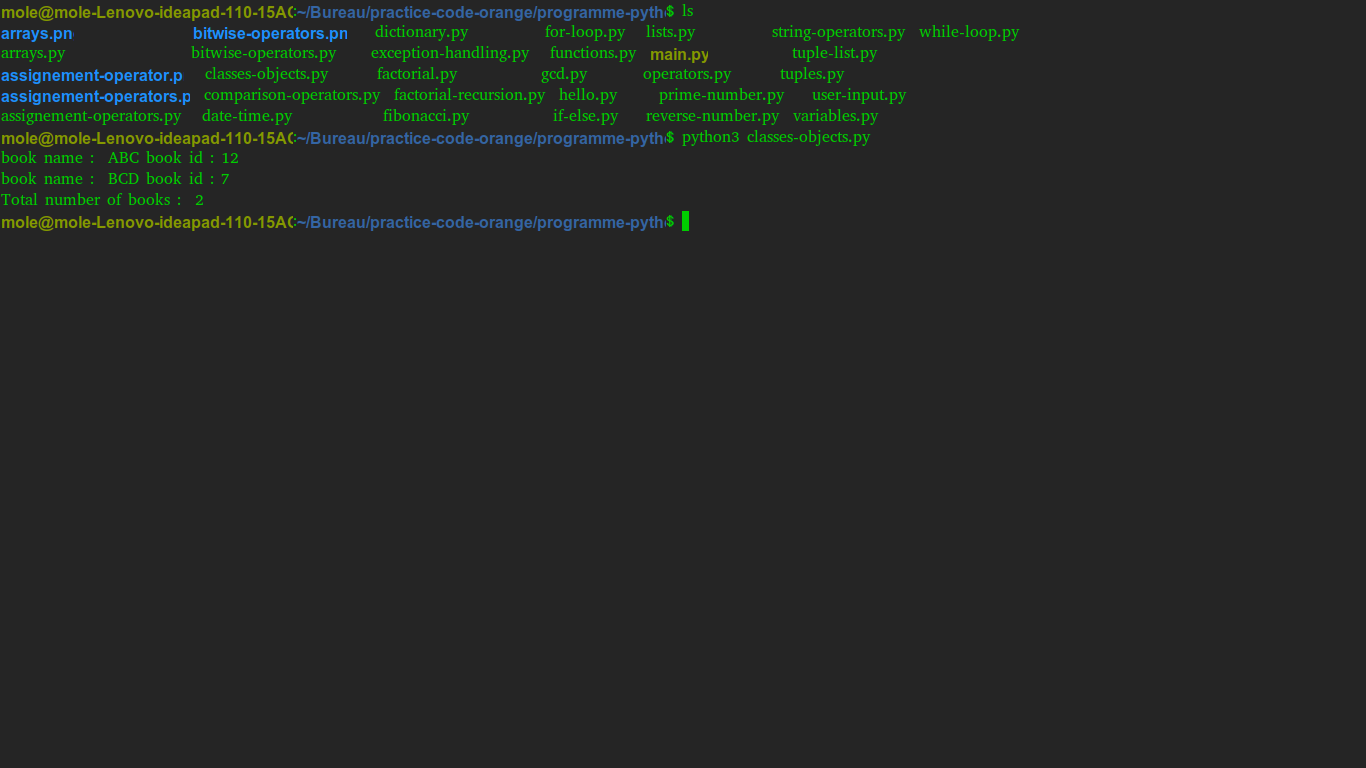 mole@mole-Lenovo-ideapad-110-15AC:~/Bureau/practice-code-orange/programme-pyth$ ls
arrays.pn bitwise-operators.pn dictionary.py for-loop.py lists.py string-operators.py while-loop.py
arrays.py bitwise-operators.py exception-handling.py functions.py main.py tuple-list.py
assignement-operator.p classes-objects.py factorial.py gcd.py operators.py tuples.py
assignement-operators.p comparison-operators.py factorial-recursion.py hello.py prime-number.py user-input.py
assignement-operators.py date-time.py fibonacci.py if-else.py reverse-number.py variables.py
mole@mole-Lenovo-ideapad-110-15AC:~/Bureau/practice-code-orange/programme-pyth$ python3 classes-objects.py
book name : ABC book id : 12
book name : BCD book id : 7
Total number of books : 2
mole@mole-Lenovo-ideapad-110-15AC:~/Bureau/practice-code-orange/programme-pyth$